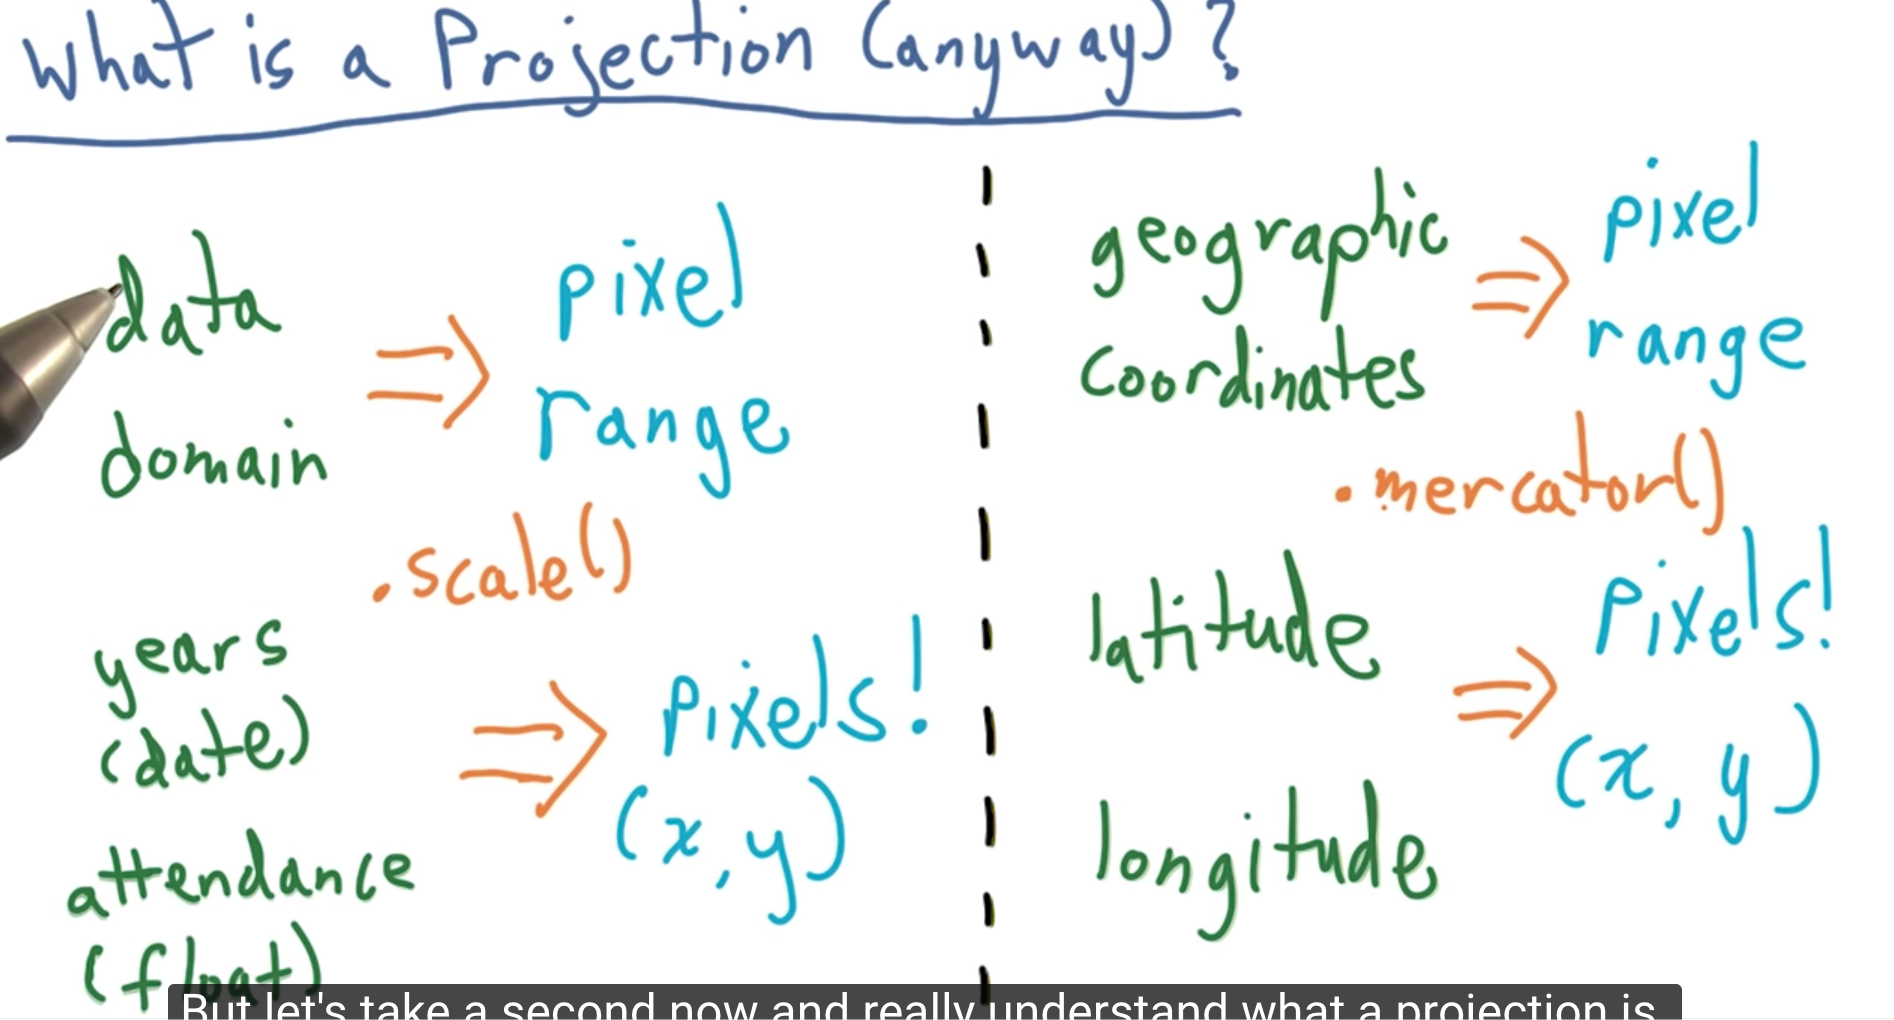 What is a Projection (anyway)?
data
domain
⇒
pixel
range
.scale()
years
(date)
attendance
(float)
⇒
pixels!
(x, y)
geographic
coordinates
⇒
pixel
range
.mercator()
latitude
longitude
⇒
pixels!
(x, y)
But let's take a second now and really understand what a projection is